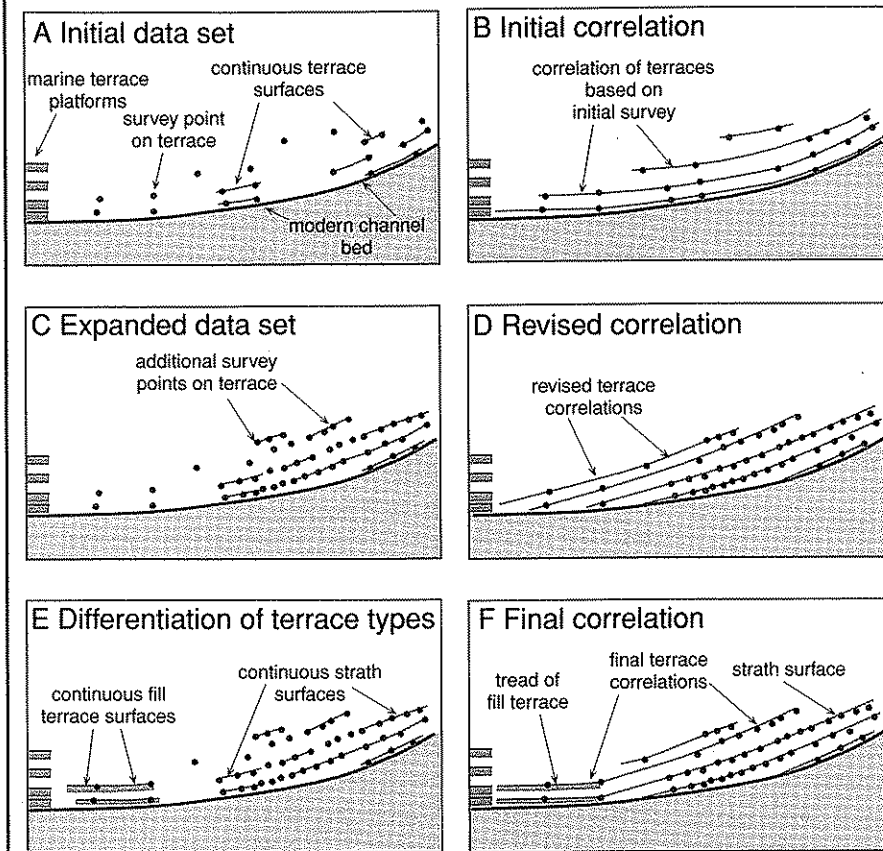 A Initial data set
marine terrace
platforms
continuous terrace
surfaces
survey point
on terrace
modern channel
bed
B Initial correlation
correlation of terraces
based on
initial survey
C Expanded data set
additional survey
points on terrace
D Revised correlation
revised terrace
correlations
E Differentiation of terrace types
continuous fill
terrace surfaces
continuous strath
surfaces
F Final correlation
tread of
fill terrace
final terrace
correlations
strath surface